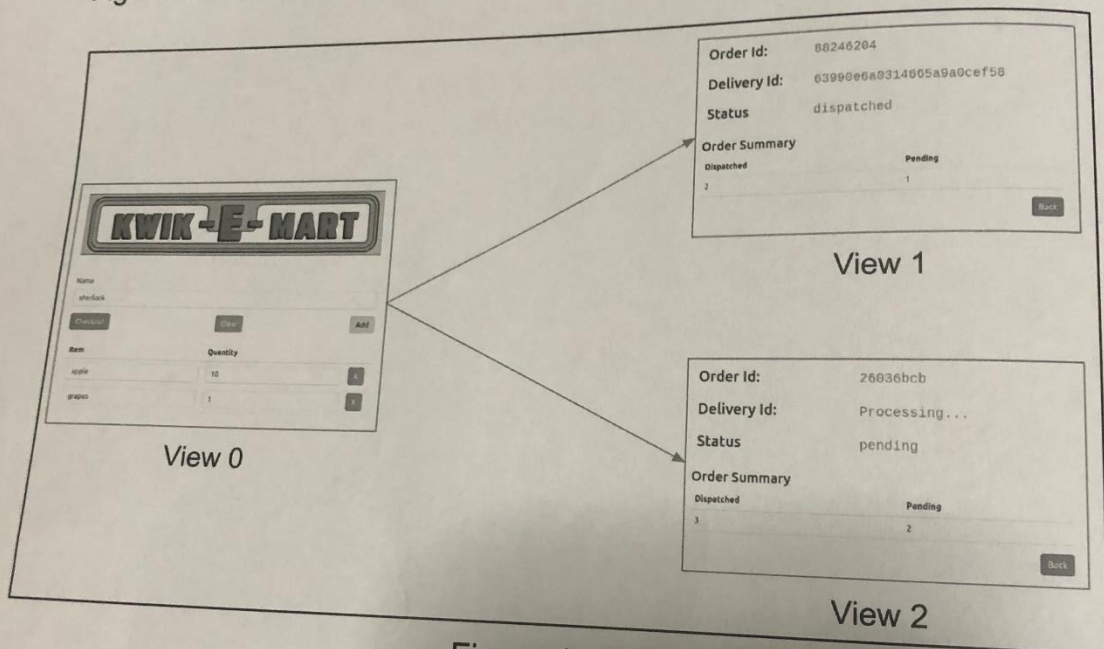 KWIK-E-MART
Name
sherlock
Checkout
Clear
Add
Item Quantity
apple 10 x
grapes 1 x
View 0
Order Id: 88246204
Delivery Id: 63990e6a0314665a9a0cef58
Status dispatched
Order Summary
Dispatched Pending
2 1
Back
View 1
Order Id: 26036bcb
Delivery Id: Processing...
Status pending
Order Summary
Dispatched Pending
3 2
Back
View 2